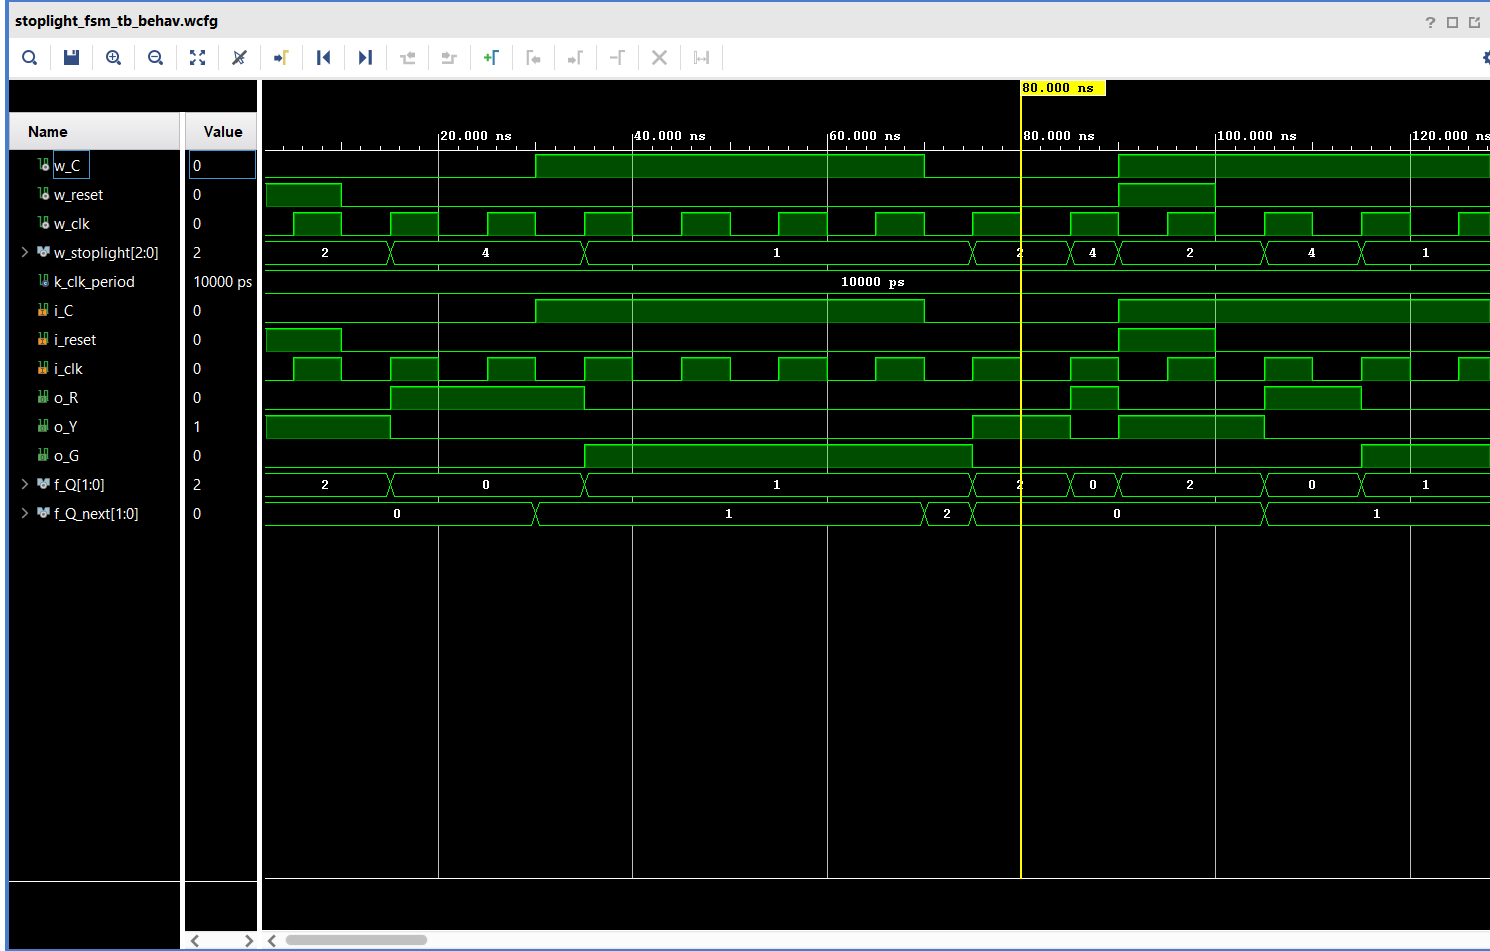 stoplight_fsm_tb_behav.wcfg
?
80.000 ns
Name Value
20.000 ns 40.000 ns 60.000 ns 80.000 ns 100.000 ns 120.000 ns
w_C 0
w_reset 0
w_clk 0
w_stoplight[2:0] 2 2 4 1 2 4 2 4 1
k_clk_period 10000 ps 10000 ps
i_C 0
i_reset 0
i_clk 0
o_R 0
o_Y 1
o_G 0
f_Q[1:0] 2 2 0 1 2 0 2 0 1
f_Q_next[1:0] 0 0 1 2 0 1